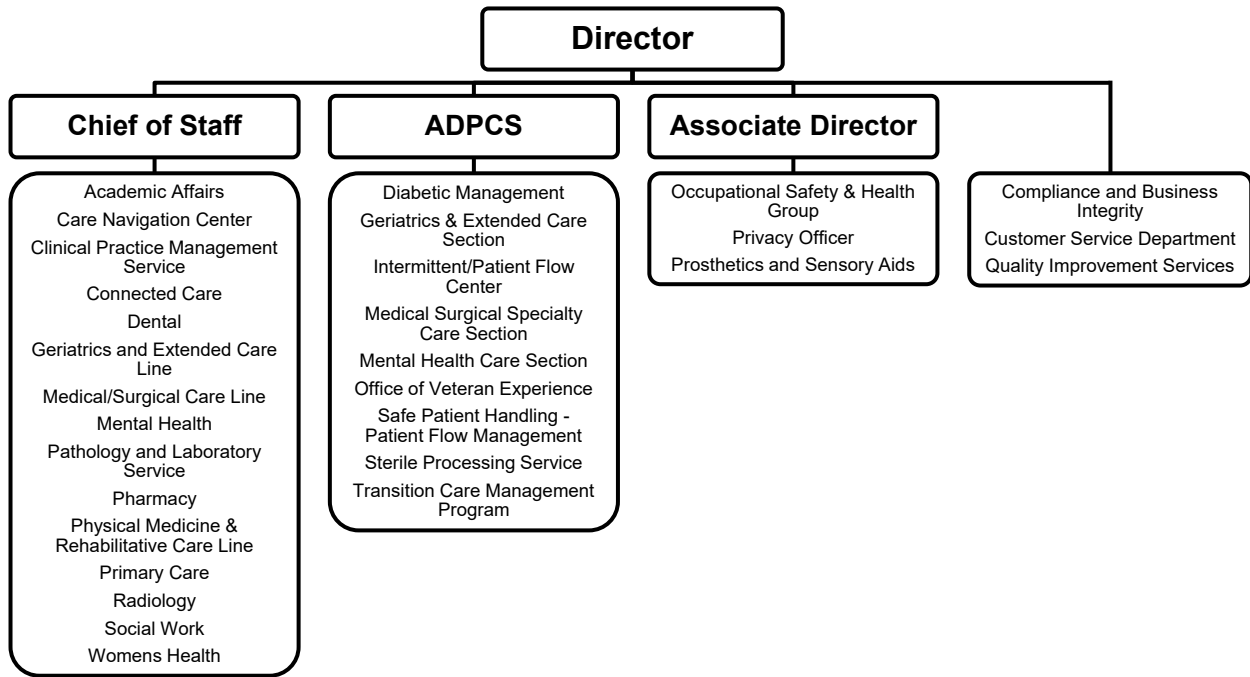 Director
Chief of Staff
ADPCS
Associate Director
Academic Affairs
Care Navigation Center
Clinical Practice Management
Service
Connected Care
Dental
Geriatrics and Extended Care
Line
Medical/Surgical Care Line
Mental Health
Pathology and Laboratory
Service
Pharmacy
Physical Medicine &
Rehabilitative Care Line
Primary Care
Radiology
Social Work
Womens Health
Diabetic Management
Geriatrics & Extended Care
Section
Intermittent/Patient Flow
Center
Medical Surgical Specialty
Care Section
Mental Health Care Section
Office of Veteran Experience
Safe Patient Handling -
Patient Flow Management
Sterile Processing Service
Transition Care Management
Program
Occupational Safety & Health
Group
Privacy Officer
Prosthetics and Sensory Aids
Compliance and Business
Integrity
Customer Service Department
Quality Improvement Services